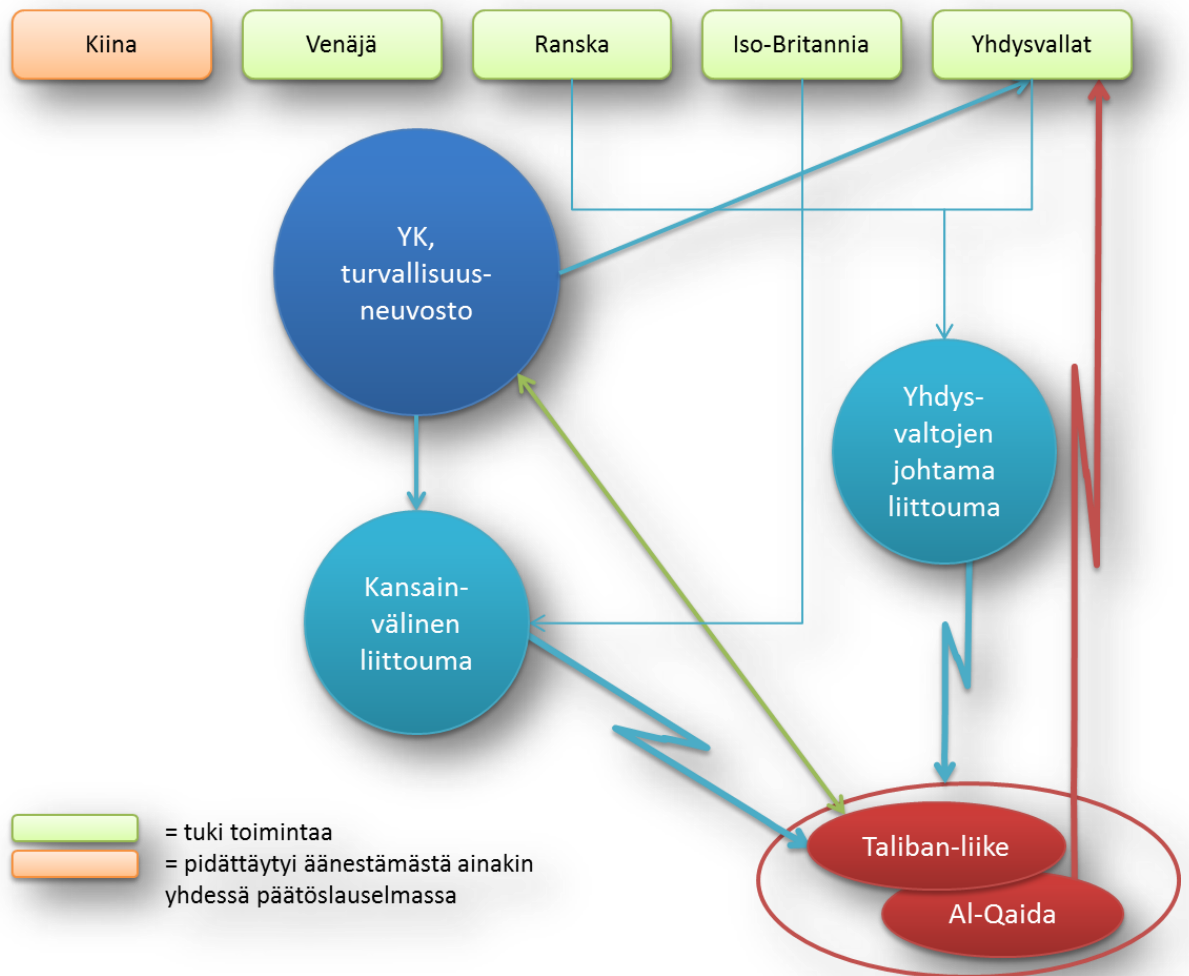 Kiina
Venäjä
Ranska
Iso-Britannia
Yhdysvallat
YK,
turvallisuus-
neuvosto
Yhdys-
valtojen
johtama
liittouma
Kansain-
välinen
liittouma
= tuki toimintaa
= pidättäytyi äänestämästä ainakin
yhdessä päätöslauselmassa
Taliban-liike
Al-Qaida